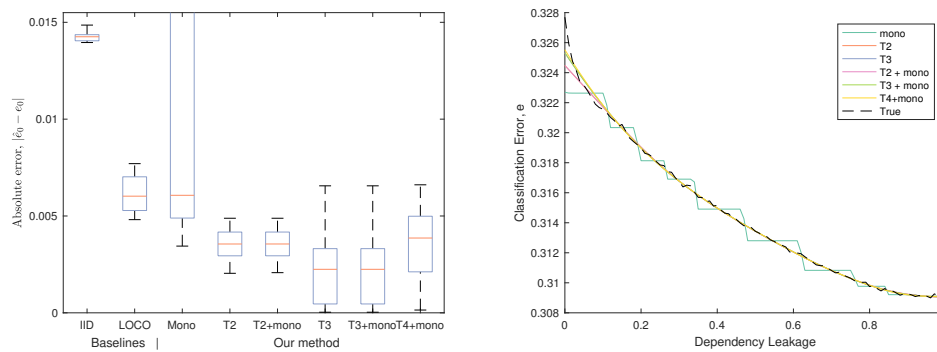 0.015
0.01
0.005
0
Absolute error, |ê₀ − e₀|
IID LOCO Mono T2 T2+mono T3 T3+mono T4+mono
Baselines | Our method
0.328
0.326
0.324
0.322
0.32
0.318
0.316
0.314
0.312
0.31
0.308
Classification Error, e
0 0.2 0.4 0.6 0.8
Dependency Leakage
mono
T2
T3
T2 + mono
T3 + mono
T4+mono
True